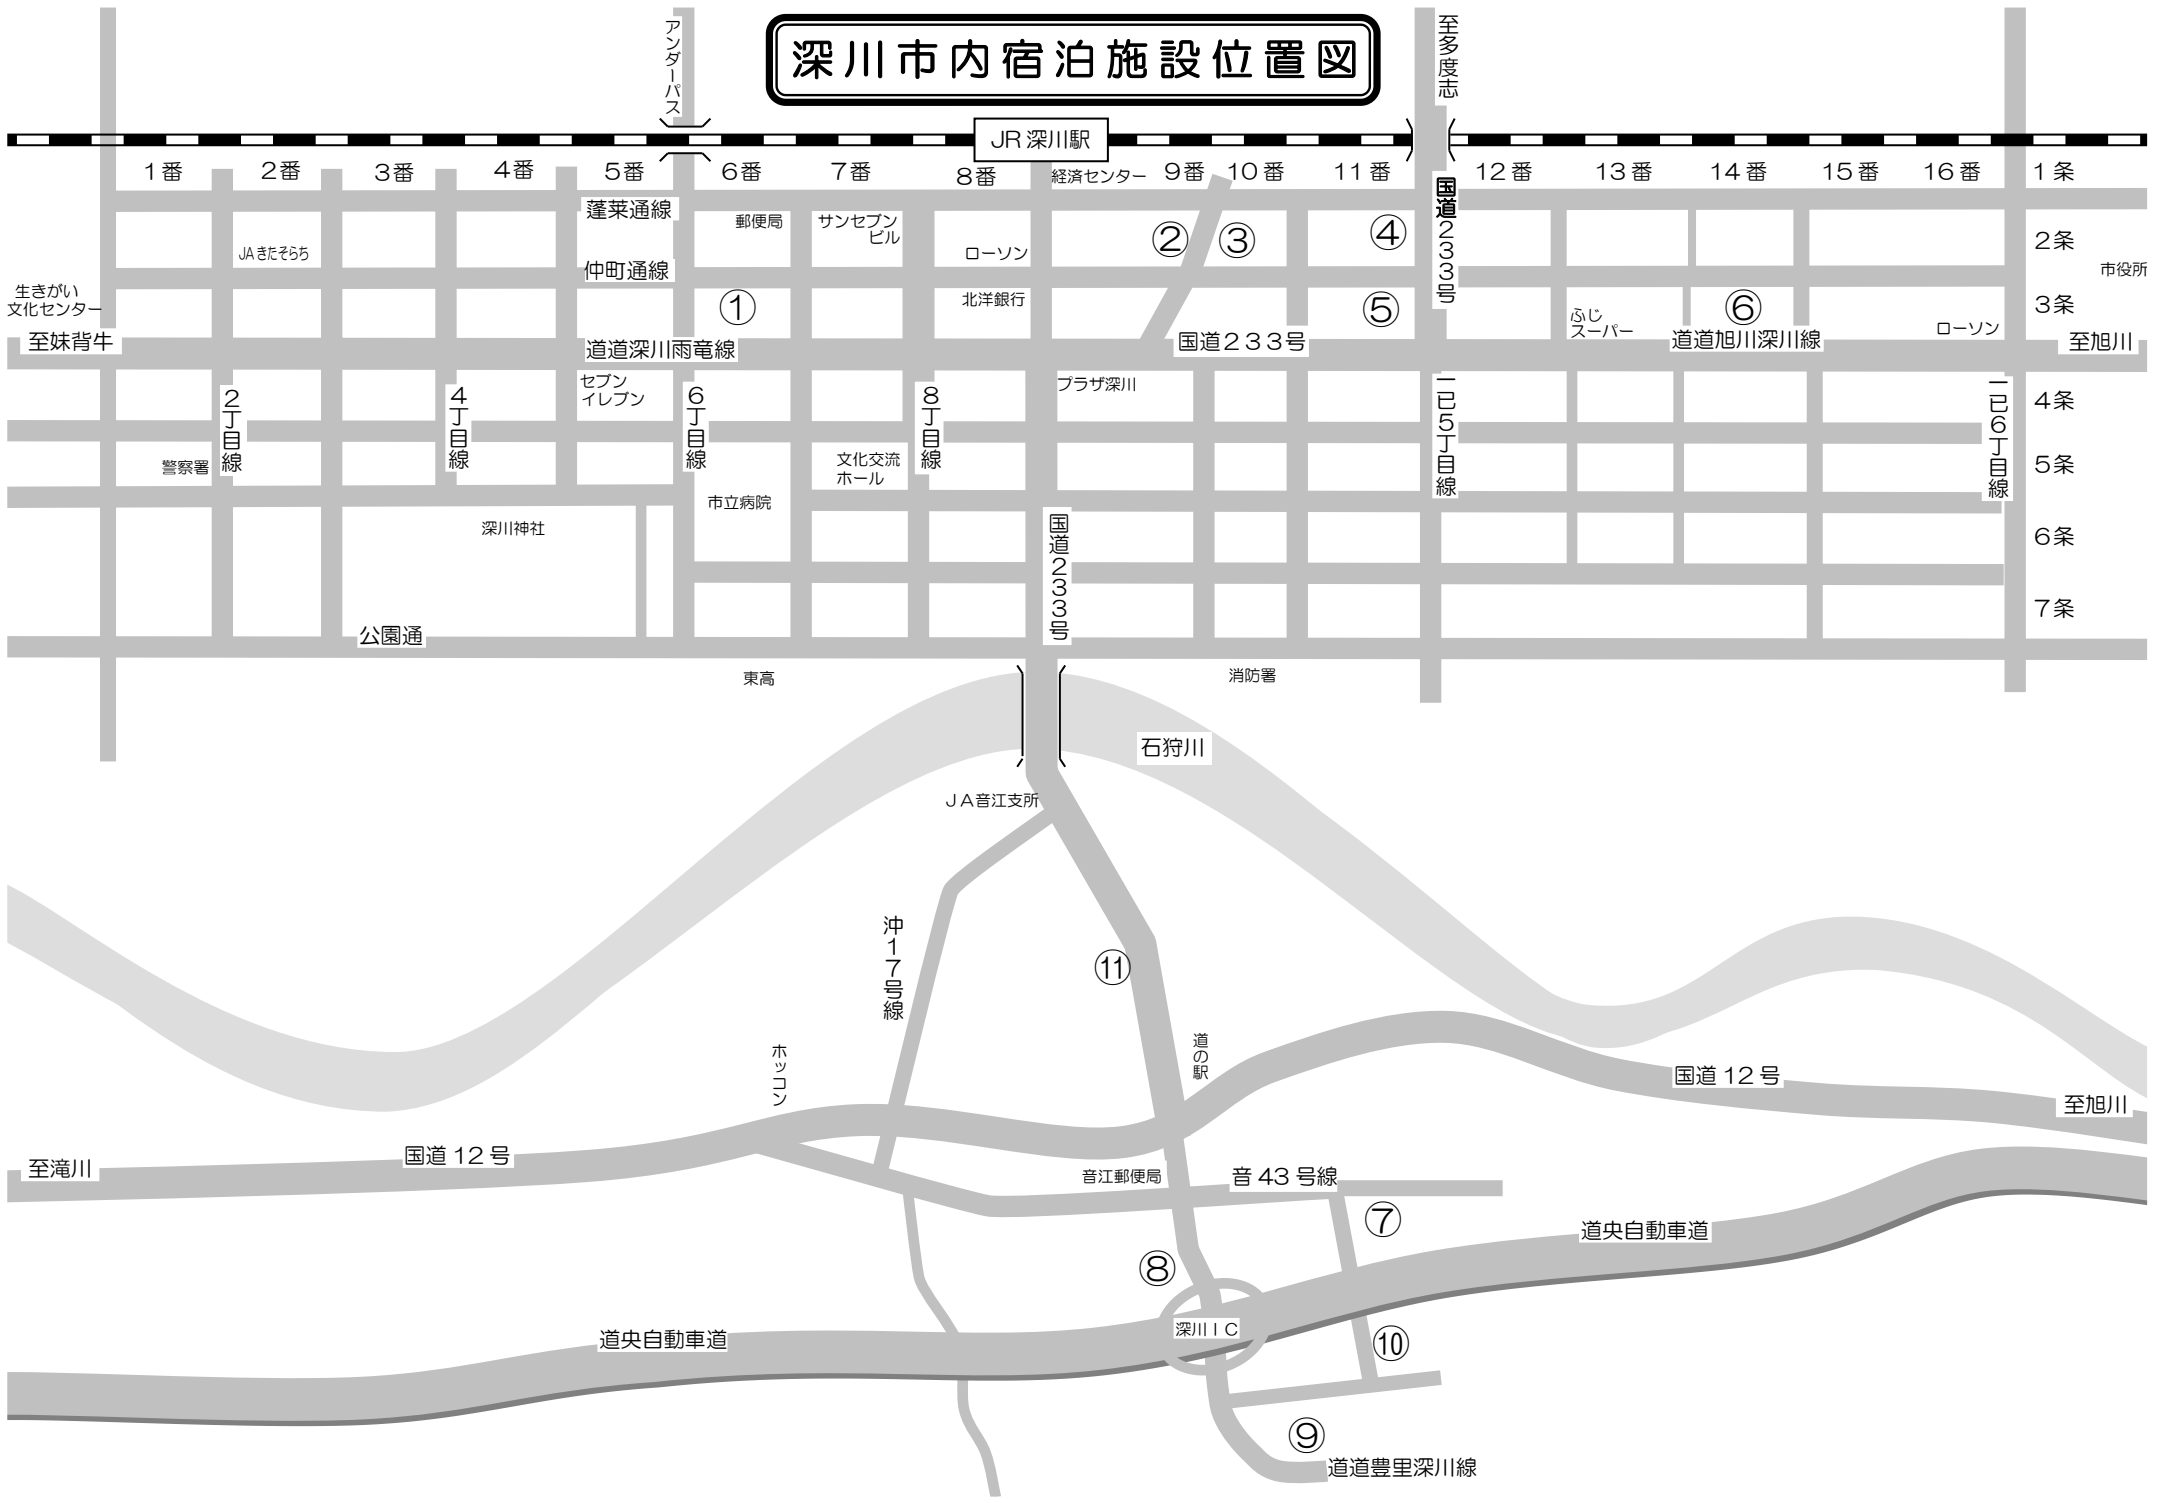 深川市内宿泊施設位置図
アンダーパス
至多度志
JR 深川駅
1番
2番
3番
4番
5番
6番
7番
8番
経済センター
9番
10番
11番
12番
13番
14番
15番
16番
1条
蓬莱通線
郵便局
サンセブン
ビル
ローソン
②
③
④
国道233号
2条
JAきたそらち
仲町通線
市役所
生きがい
文化センター
①
北洋銀行
⑤
ふじ
スーパー
⑥
ローソン
3条
至妹背牛
道道深川雨竜線
国道233号
道道旭川深川線
至旭川
2丁目線
4丁目線
セブン
イレブン
6丁目線
8丁目線
プラザ深川
一已5丁目線
一已6丁目線
4条
警察署
文化交流
ホール
5条
市立病院
深川神社
国道233号
6条
7条
公園通
東高
消防署
石狩川
JA音江支所
沖17号線
⑪
ホッコン
道の駅
国道12号
至旭川
至滝川
国道12号
音江郵便局
音43号線
⑦
道央自動車道
⑧
深川IC
道央自動車道
⑩
⑨
道道豊里深川線